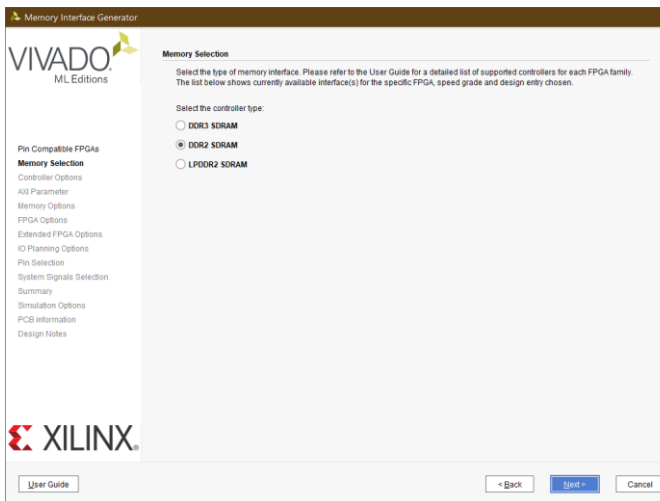 Memory Interface Generator
VIVADO
ML Editions
Pin Compatible FPGAs
Memory Selection
Controller Options
AXI Parameter
Memory Options
FPGA Options
Extended FPGA Options
IO Planning Options
Pin Selection
System Signals Selection
Summary
Simulation Options
PCB information
Design Notes
XILINX
Memory Selection
Select the type of memory interface. Please refer to the User Guide for a detailed list of supported controllers for each FPGA family.
The list below shows currently available interface(s) for the specific FPGA, speed grade and design entry chosen.
Select the controller type:
DDR3 SDRAM
DDR2 SDRAM
LPDDR2 SDRAM
User Guide
< Back
Next >
Cancel